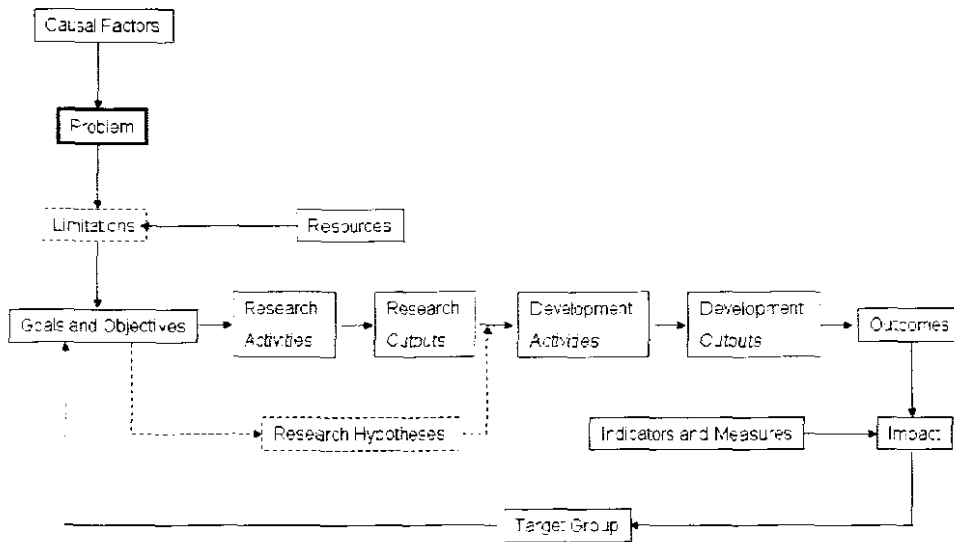 Causal Factors
Problem
Limitations
Resources
Goals and Objectives
Research
Activities
Research
Outputs
Development
Activities
Development
Outputs
Outcomes
Research Hypotheses
Indicators and Measures
Impact
Target Group